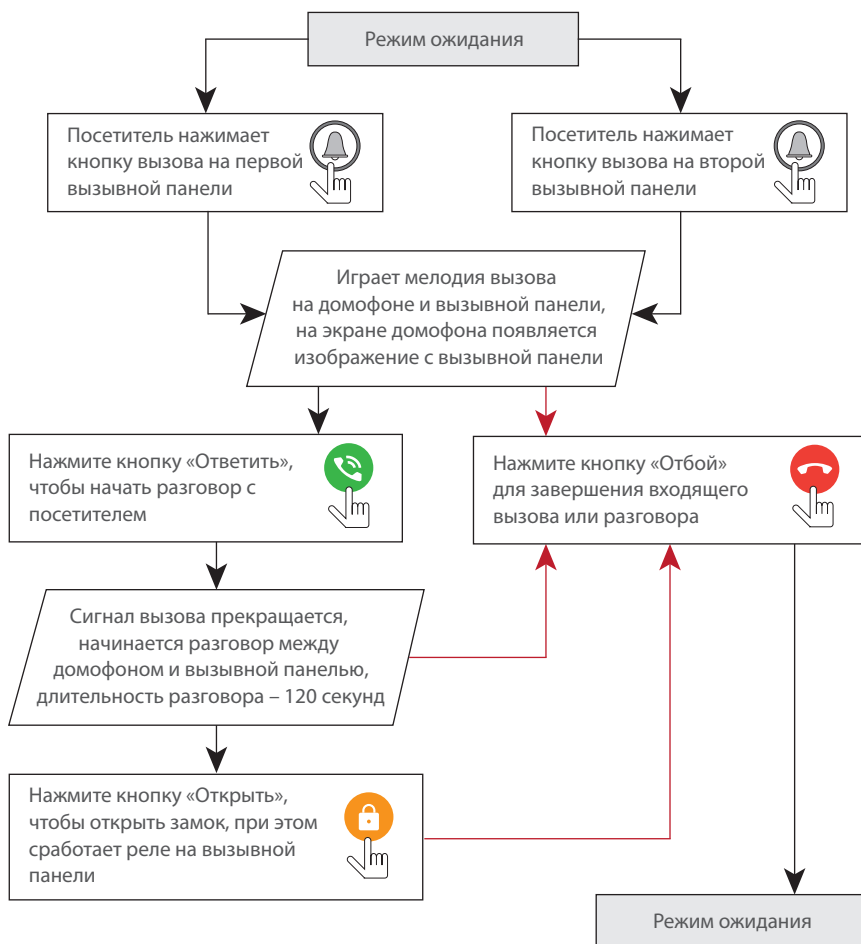 Режим ожидания
Посетитель нажимает
кнопку вызова на первой
вызывной панели
Посетитель нажимает
кнопку вызова на второй
вызывной панели
Играет мелодия вызова
на домофоне и вызывной панели,
на экране домофона появляется
изображение с вызывной панели
Нажмите кнопку «Ответить»,
чтобы начать разговор с
посетителем
Нажмите кнопку «Отбой»
для завершения входящего
вызова или разговора
Сигнал вызова прекращается,
начинается разговор между
домофоном и вызывной панелью,
длительность разговора – 120 секунд
Нажмите кнопку «Открыть»,
чтобы открыть замок, при этом
сработает реле на вызывной
панели
Режим ожидания